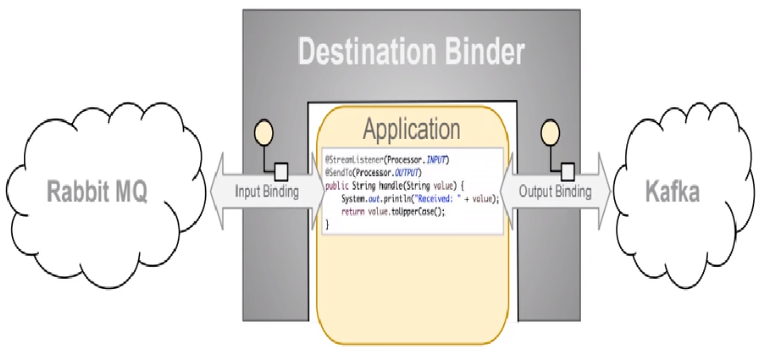 Destination Binder
Application
@StreamListener(Processor.INPUT)
@SendTo(Processor.OUTPUT)
public String handle(String value) {
System.out.println("Received: " + value);
return value.toUpperCase();
}
Rabbit MQ
Input Binding
Output Binding
Kafka